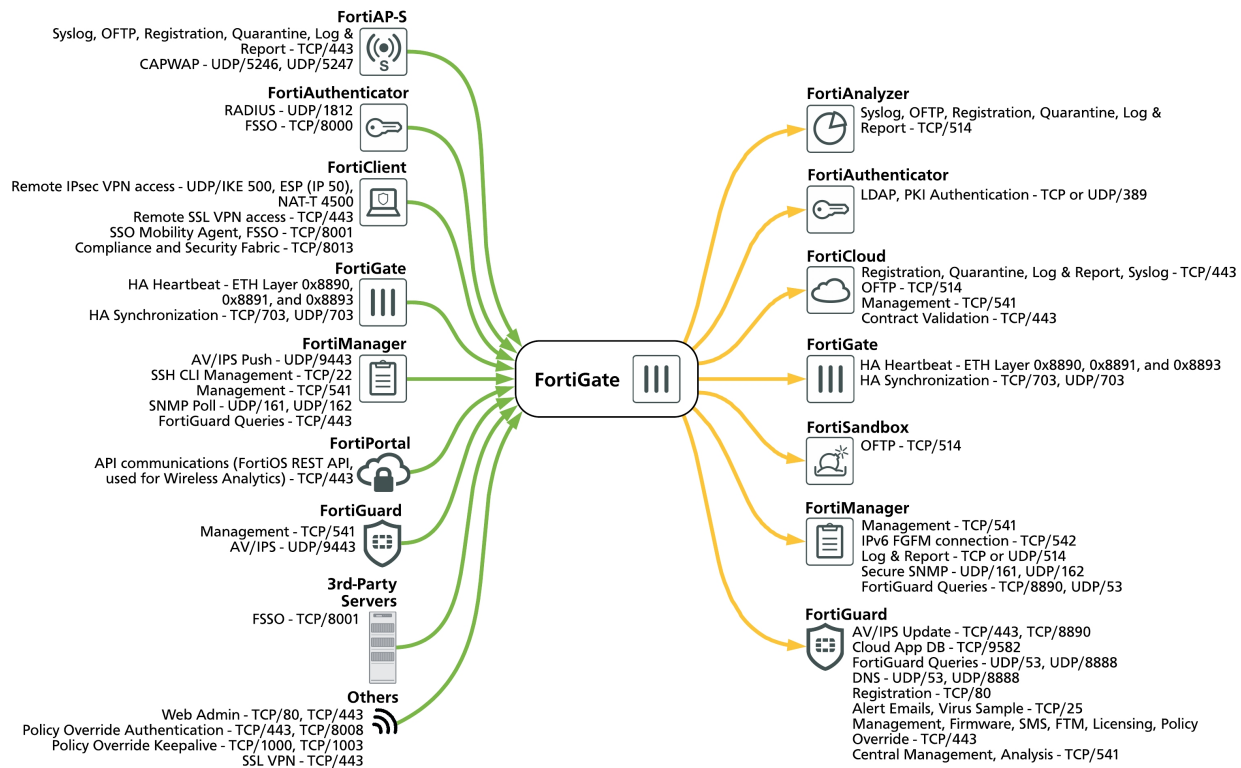 FortiAP-S
Syslog, OFTP, Registration, Quarantine, Log &
Report - TCP/443
CAPWAP - UDP/5246, UDP/5247
S
FortiAuthenticator
RADIUS - UDP/1812
FSSO - TCP/8000
FortiClient
Remote IPsec VPN access - UDP/IKE 500, ESP (IP 50),
NAT-T 4500
Remote SSL VPN access - TCP/443
SSO Mobility Agent, FSSO - TCP/8001
Compliance and Security Fabric - TCP/8013
FortiGate
HA Heartbeat - ETH Layer 0x8890,
0x8891, and 0x8893
HA Synchronization - TCP/703, UDP/703
FortiManager
AV/IPS Push - UDP/9443
SSH CLI Management - TCP/22
Management - TCP/541
SNMP Poll - UDP/161, UDP/162
FortiGuard Queries - TCP/443
FortiPortal
API communications (FortiOS REST API,
used for Wireless Analytics) - TCP/443
FortiGuard
Management - TCP/541
AV/IPS - UDP/9443
3rd-Party
Servers
FSSO - TCP/8001
Others
Web Admin - TCP/80, TCP/443
Policy Override Authentication - TCP/443, TCP/8008
Policy Override Keepalive - TCP/1000, TCP/1003
SSL VPN - TCP/443
FortiGate
FortiAnalyzer
Syslog, OFTP, Registration, Quarantine, Log &
Report - TCP/514
FortiAuthenticator
LDAP, PKI Authentication - TCP or UDP/389
FortiCloud
Registration, Quarantine, Log & Report, Syslog - TCP/443
OFTP - TCP/514
Management - TCP/541
Contract Validation - TCP/443
FortiGate
HA Heartbeat - ETH Layer 0x8890, 0x8891, and 0x8893
HA Synchronization - TCP/703, UDP/703
FortiSandbox
OFTP - TCP/514
FortiManager
Management - TCP/541
IPv6 FGFM connection - TCP/542
Log & Report - TCP or UDP/514
Secure SNMP - UDP/161, UDP/162
FortiGuard Queries - TCP/8890, UDP/53
FortiGuard
AV/IPS Update - TCP/443, TCP/8890
Cloud App DB - TCP/9582
FortiGuard Queries - UDP/53, UDP/8888
DNS - UDP/53, UDP/8888
Registration - TCP/80
Alert Emails, Virus Sample - TCP/25
Management, Firmware, SMS, FTM, Licensing, Policy
Override - TCP/443
Central Management, Analysis - TCP/541